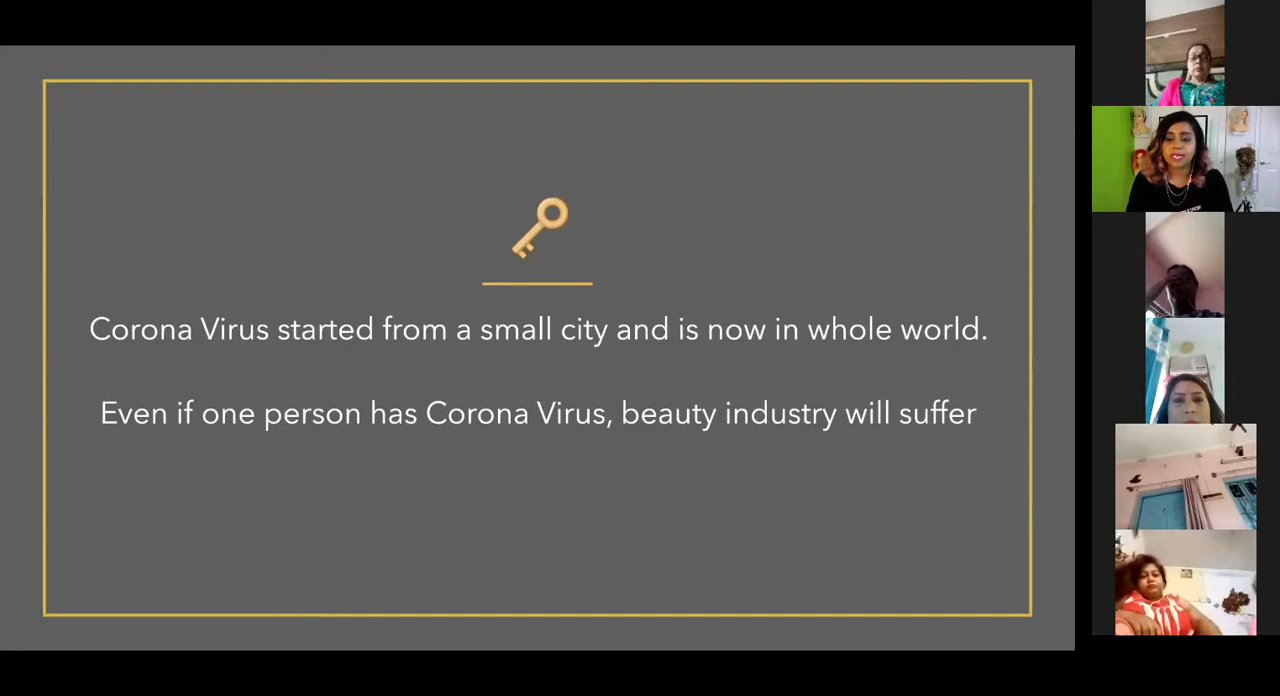 Corona Virus started from a small city and is now in whole world.
Even if one person has Corona Virus, beauty industry will suffer